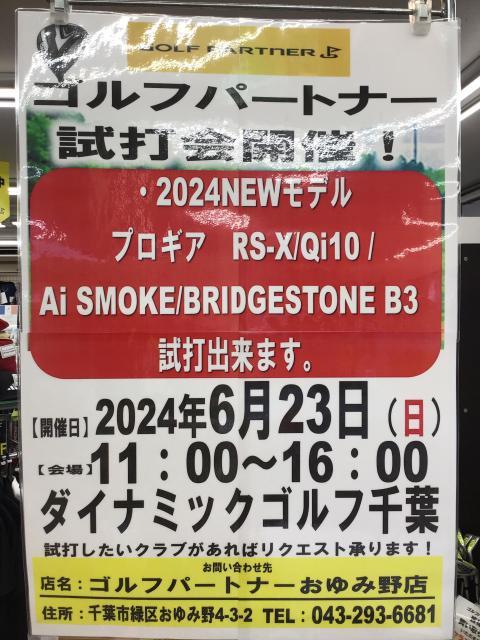 GOLF PARTNER
ゴルフパートナー
試打会開催！
・2024NEWモデル
プロギア RS-X/Qi10 /
Ai SMOKE/BRIDGESTONE B3
試打出来ます。
【開催日】2024年6月23日（日）
【会場】11：00～16：00
ダイナミックゴルフ千葉
試打したいクラブがあればリクエスト承ります！
お問い合わせ先
店名：ゴルフパートナーおゆみ野店
住所：千葉市緑区おゆみ野4-3-2 TEL：043-293-6681